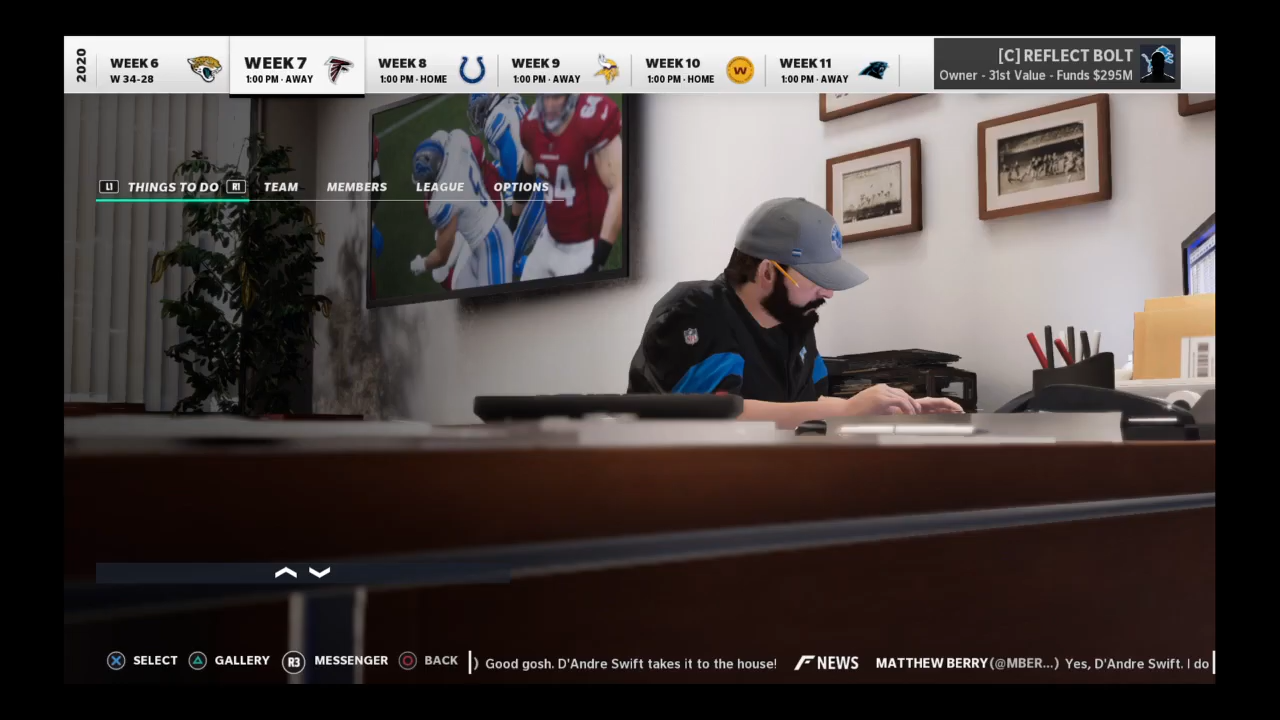 2020
WEEK 6
W 34-28
WEEK 7
1:00 PM · AWAY
WEEK 8
1:00 PM · HOME
WEEK 9
1:00 PM · AWAY
WEEK 10
1:00 PM · HOME
W
WEEK 11
1:00 PM · AWAY
[C] REFLECT BOLT
Owner - 31st Value - Funds $295M
L1 THINGS TO DO R1 TEAM MEMBERS LEAGUE OPTIONS
64
NFL
SELECT GALLERY R3 MESSENGER BACK ) Good gosh. D'Andre Swift takes it to the house! F NEWS MATTHEW BERRY (@MBER...) Yes, D'Andre Swift. I do